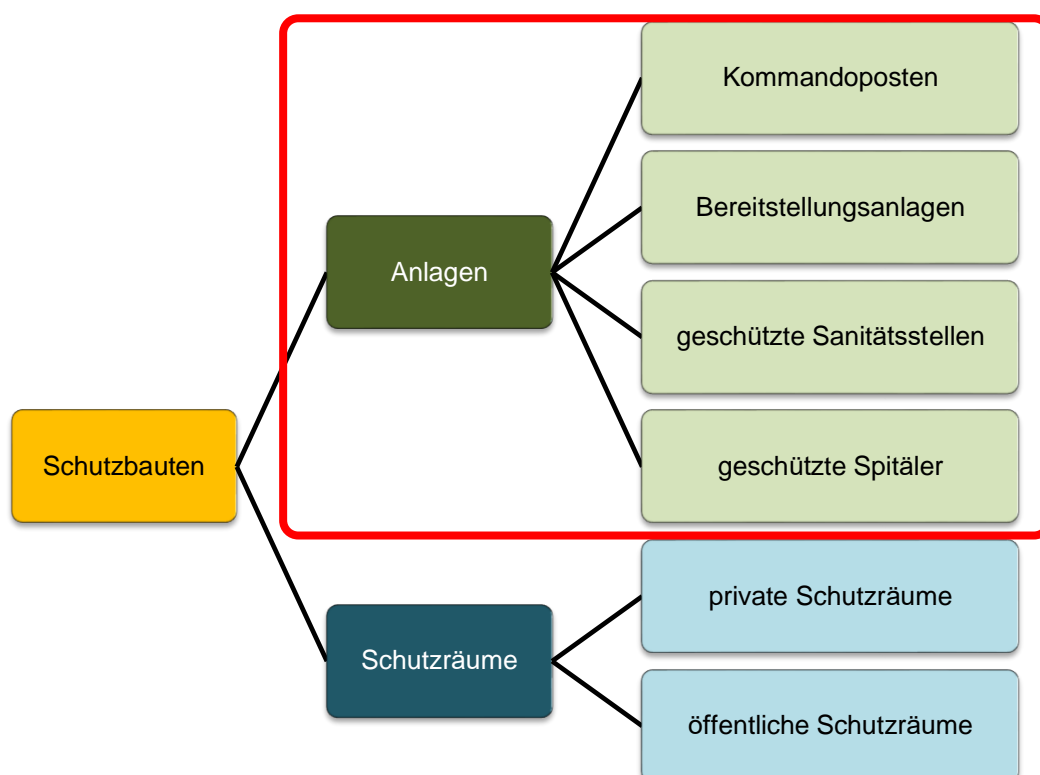 Schutzbauten
Anlagen
Kommandoposten
Bereitstellungsanlagen
geschützte Sanitätsstellen
geschützte Spitäler
Schutzräume
private Schutzräume
öffentliche Schutzräume